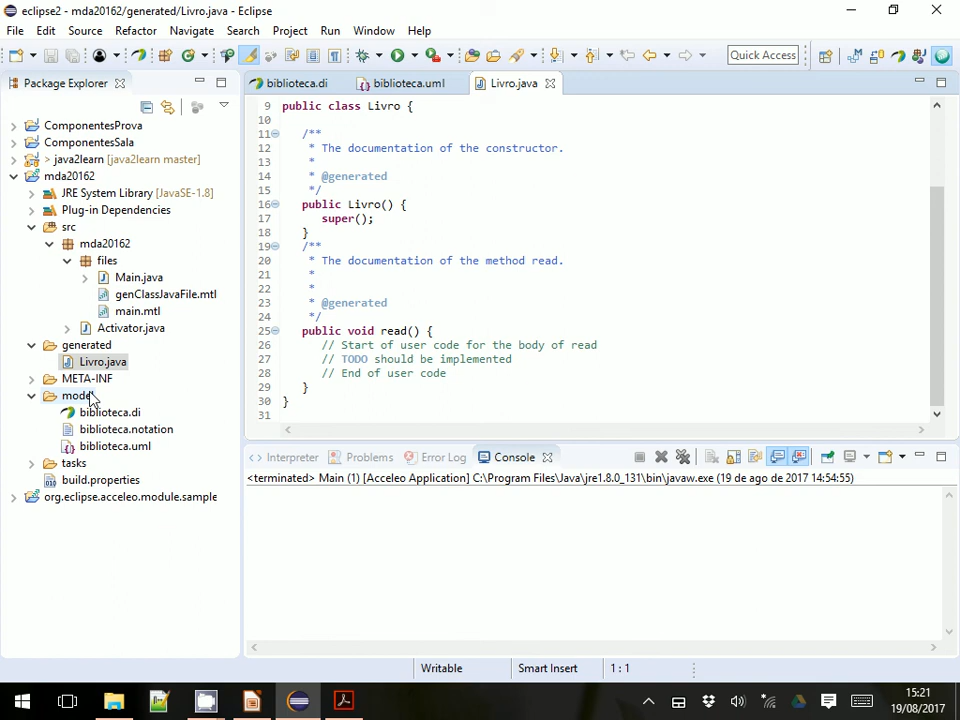 eclipse2 - mda20162/generated/Livro.java - Eclipse
File Edit Source Refactor Navigate Search Project Run Window Help
Quick Access
Package Explorer
ComponentesProva
ComponentesSala
> java2learn [java2learn master]
mda20162
JRE System Library [JavaSE-1.8]
Plug-in Dependencies
src
mda20162
files
Main.java
genClassJavaFile.mtl
main.mtl
Activator.java
generated
Livro.java
META-INF
model
biblioteca.di
biblioteca.notation
biblioteca.uml
tasks
build.properties
org.eclipse.acceleo.module.sample
biblioteca.di biblioteca.uml Livro.java
9 public class Livro {
10
11 /**
12 * The documentation of the constructor.
13 *
14 * @generated
15 */
16 public Livro() {
17 super();
18 }
19 /**
20 * The documentation of the method read.
21 *
22 *
23 * @generated
24 */
25 public void read() {
26 // Start of user code for the body of read
27 // TODO should be implemented
28 // End of user code
29 }
30 }
31
Interpreter Problems Error Log Console
<terminated> Main (1) [Acceleo Application] C:\Program Files\Java\jre1.8.0_131\bin\javaw.exe (19 de ago de 2017 14:54:55)
Writable Smart Insert 1 : 1
15:21
19/08/2017